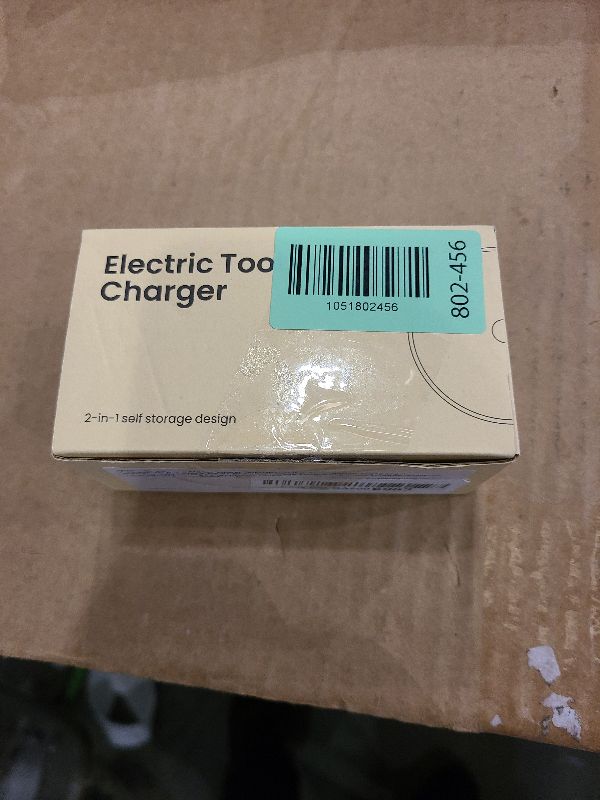 Electric Too
Charger
1051802456
802-456
2-in-1 self storage design